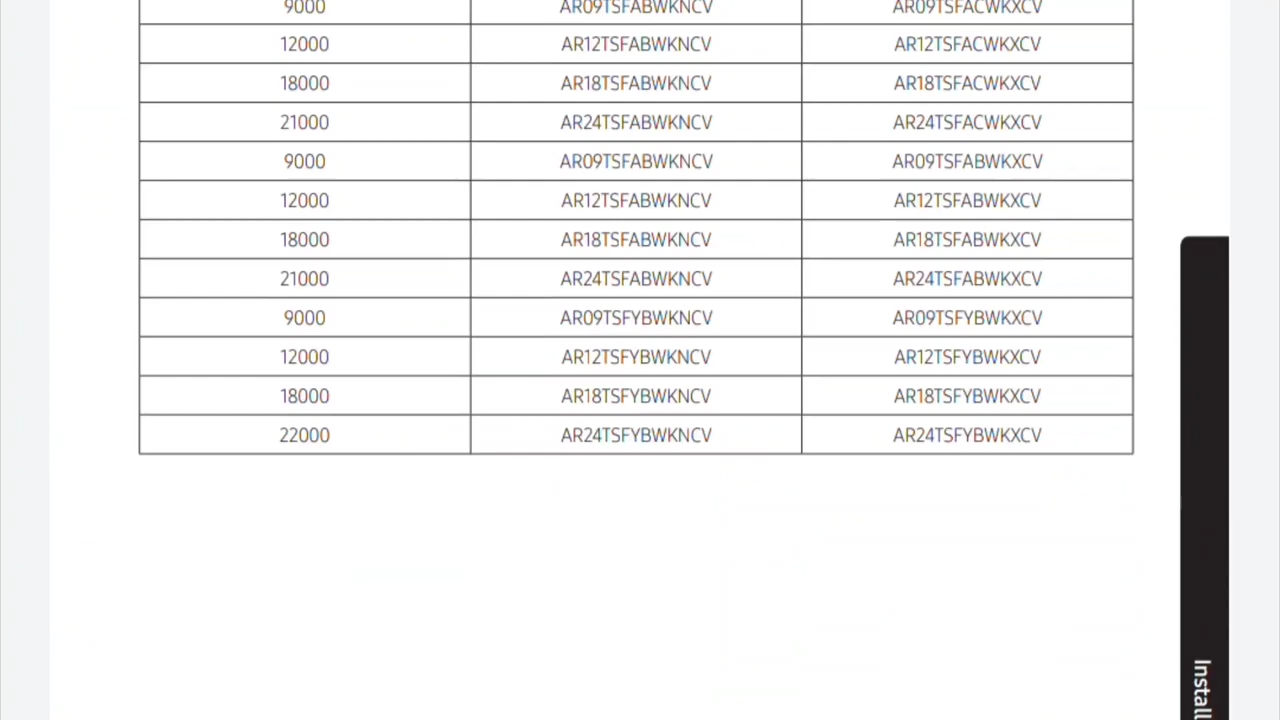 9000 AR09TSFABWKNCV AR09TSFACWKXCV
12000 AR12TSFABWKNCV AR12TSFACWKXCV
18000 AR18TSFABWKNCV AR18TSFACWKXCV
21000 AR24TSFABWKNCV AR24TSFACWKXCV
9000 AR09TSFABWKNCV AR09TSFABWKXCV
12000 AR12TSFABWKNCV AR12TSFABWKXCV
18000 AR18TSFABWKNCV AR18TSFABWKXCV
21000 AR24TSFABWKNCV AR24TSFABWKXCV
9000 AR09TSFYBWKNCV AR09TSFYBWKXCV
12000 AR12TSFYBWKNCV AR12TSFYBWKXCV
18000 AR18TSFYBWKNCV AR18TSFYBWKXCV
22000 AR24TSFYBWKNCV AR24TSFYBWKXCV